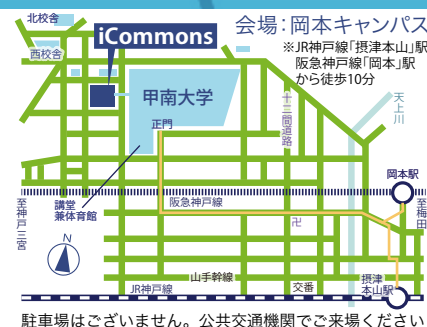 北校舎
iCommons
会場：岡本キャンパス
※JR神戸線「摂津本山」駅
阪急神戸線「岡本」駅
から徒歩10分
西校舎
甲南大学
正門
十三間道路
天上川
岡本駅
講堂
兼体育館
阪急神戸線
至神戸三宮
至梅田
卍
N
山手幹線
JR神戸線
交番
摂津
本山駅
駐車場はございません。公共交通機関でご来場ください